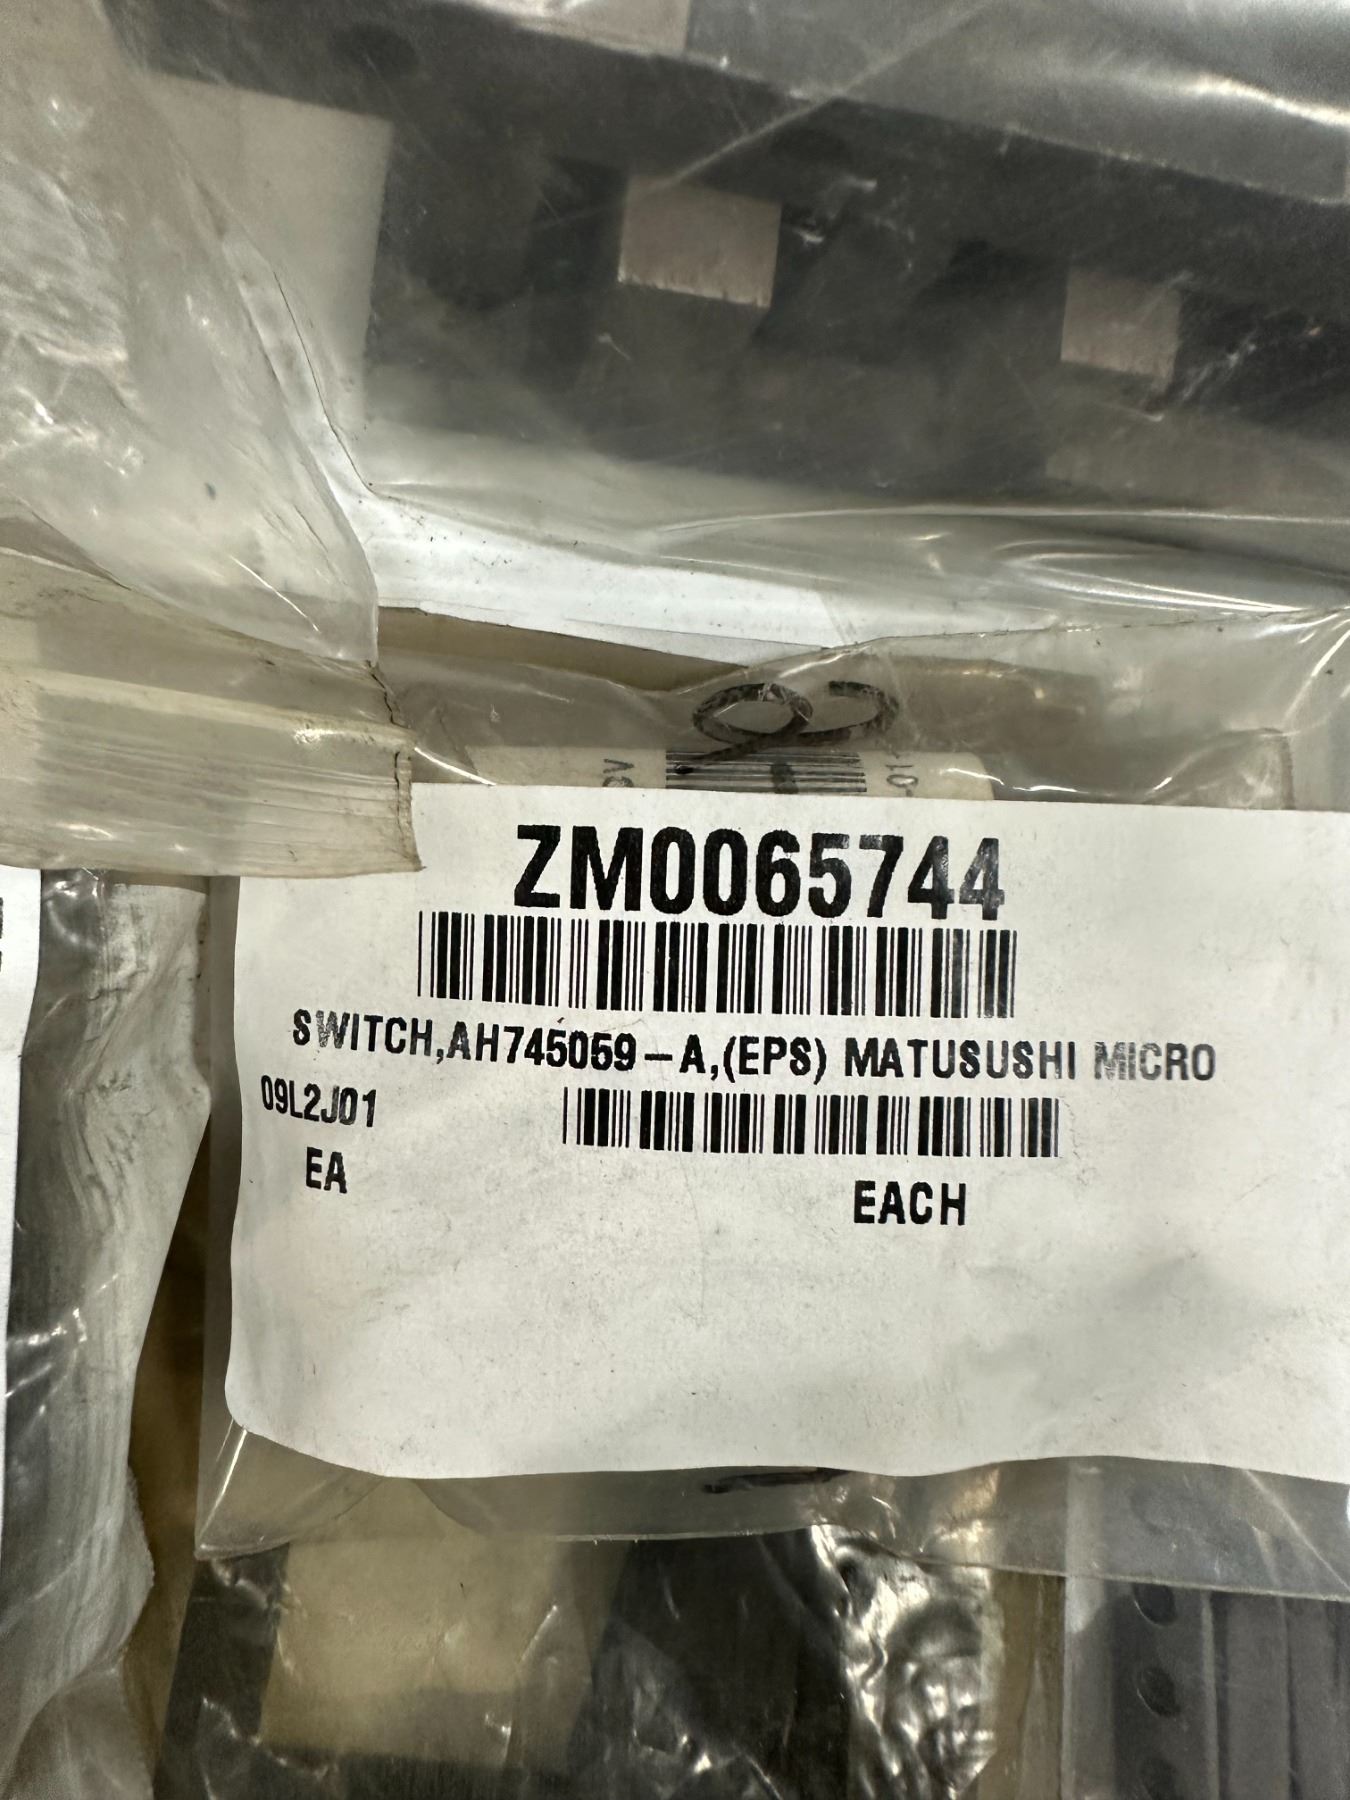 ZM0065744
SWITCH,AH745059-A,(EPS) MATUSUSHI MICRO
09L2J01
EA
EACH